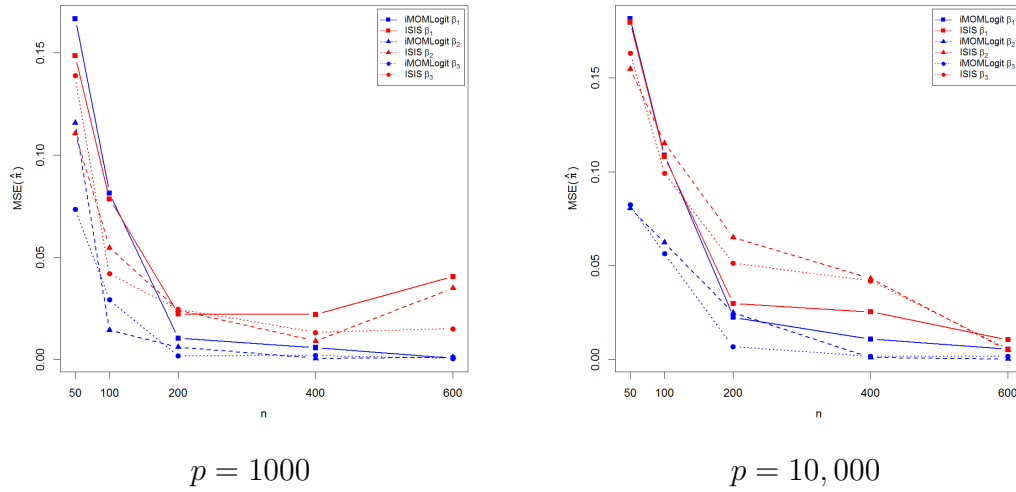 iMOMLogit β₁
ISIS β₁
iMOMLogit β₂
ISIS β₂
iMOMLogit β₃
ISIS β₃
MSE(π̂)
0.15
0.10
0.05
0.00
50 100 200 400 600
n
p = 1000
iMOMLogit β₁
ISIS β₁
iMOMLogit β₂
ISIS β₂
iMOMLogit β₃
ISIS β₃
MSE(π̂)
0.15
0.10
0.05
0.00
50 100 200 400 600
n
p = 10,000